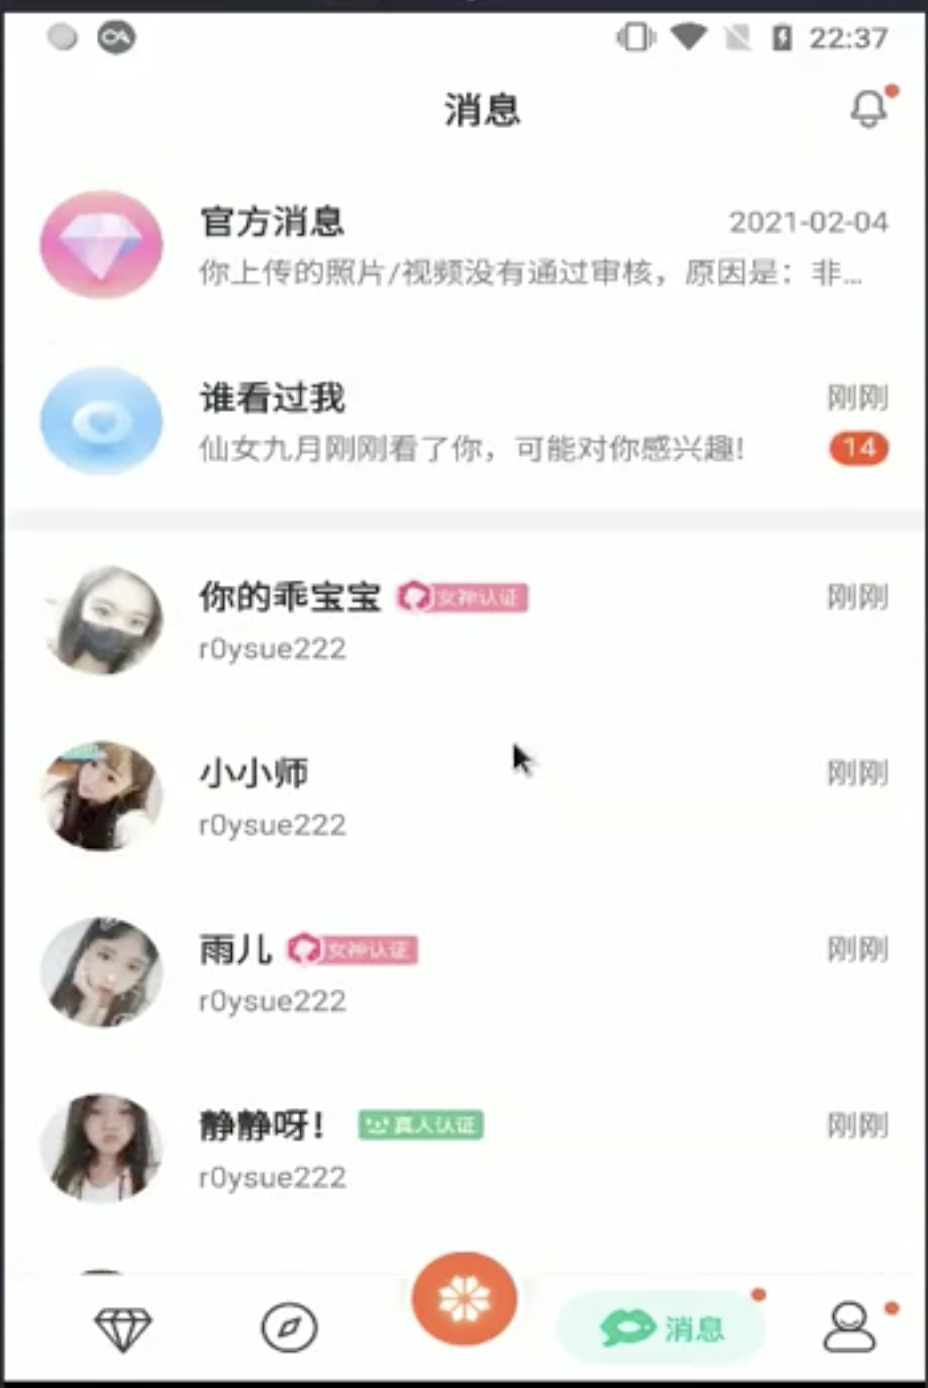 22:37
消息
官方消息 2021-02-04
你上传的照片/视频没有通过审核，原因是：非...
谁看过我 刚刚
仙女九月刚刚看了你，可能对你感兴趣! 14
你的乖宝宝 女神认证 刚刚
r0ysue222
小小师 刚刚
r0ysue222
雨儿 女神认证 刚刚
r0ysue222
静静呀！ 真人认证 刚刚
r0ysue222
消息